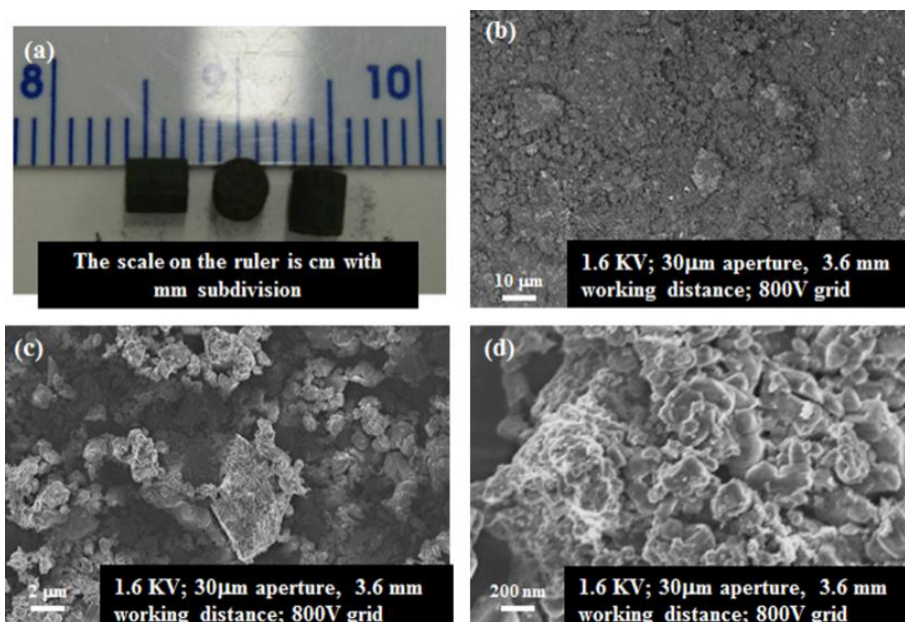 (a)
8 9 10
The scale on the ruler is cm with
mm subdivision
(b)
10 µm
1.6 KV; 30µm aperture, 3.6 mm
working distance; 800V grid
(c)
2 µm
1.6 KV; 30µm aperture, 3.6 mm
working distance; 800V grid
(d)
200 nm
1.6 KV; 30µm aperture, 3.6 mm
working distance; 800V grid